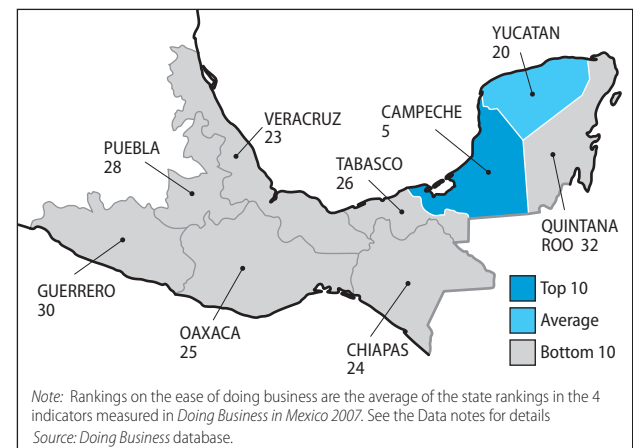 YUCATAN
20
VERACRUZ
23
CAMPECHE
5
PUEBLA
28
TABASCO
26
QUINTANA
ROO 32
GUERRERO
30
OAXACA
25
CHIAPAS
24
Top 10
Average
Bottom 10
Note: Rankings on the ease of doing business are the average of the state rankings in the 4
indicators measured in Doing Business in Mexico 2007. See the Data notes for details
Source: Doing Business database.